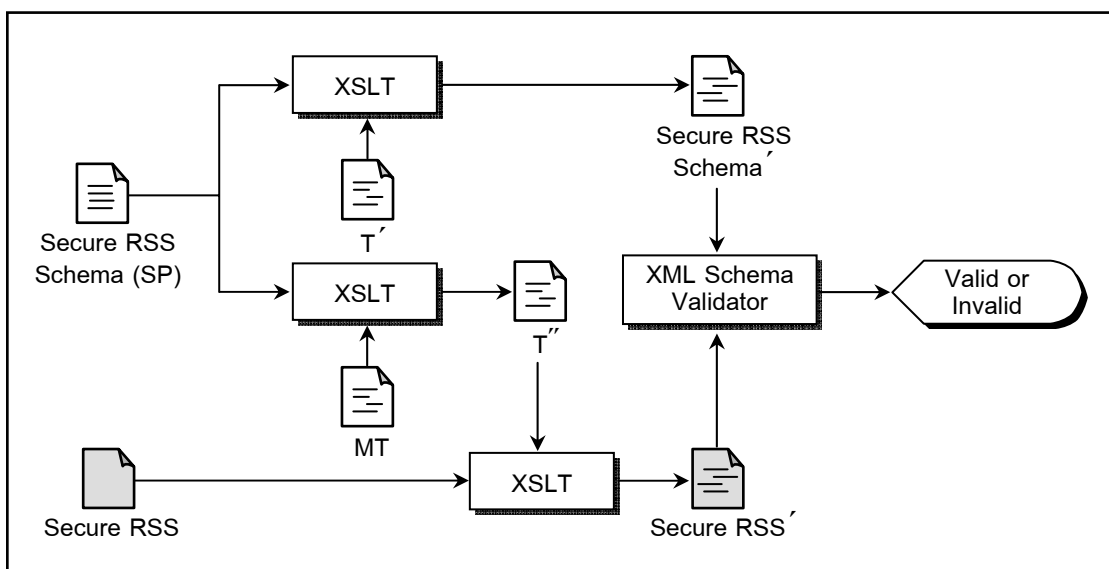 XSLT
Secure RSS
Schema´
T´
Secure RSS
Schema (SP)
XSLT
T´´
XML Schema
Validator
Valid or
Invalid
MT
XSLT
Secure RSS
Secure RSS´